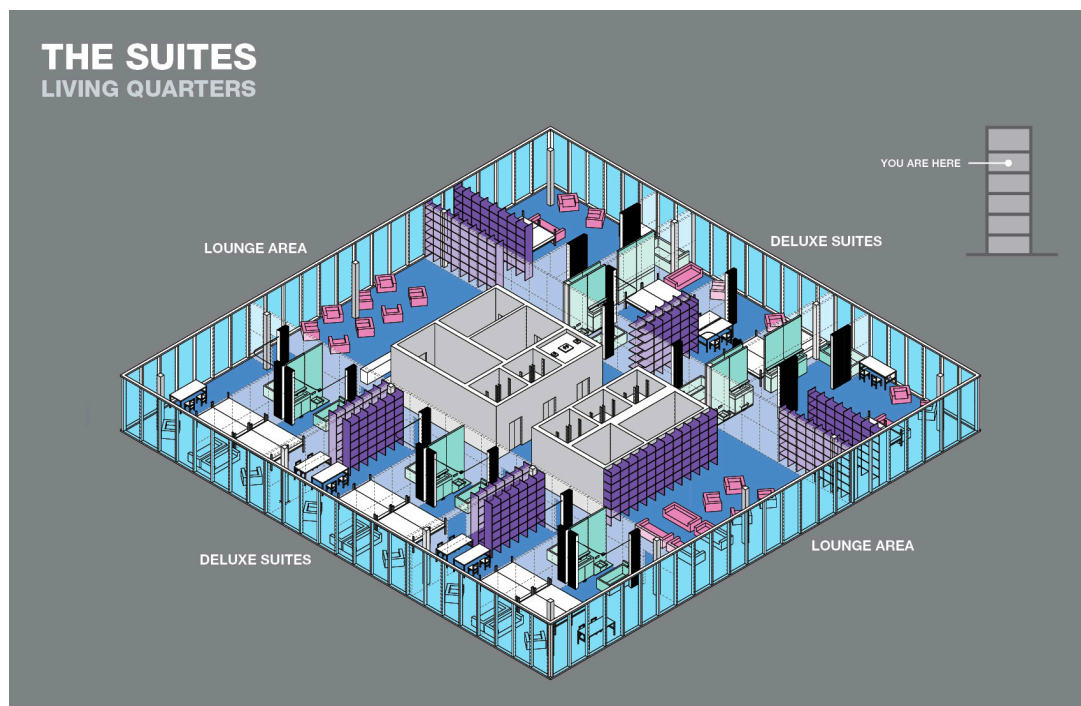 THE SUITES
LIVING QUARTERS
YOU ARE HERE
LOUNGE AREA
DELUXE SUITES
DELUXE SUITES
LOUNGE AREA